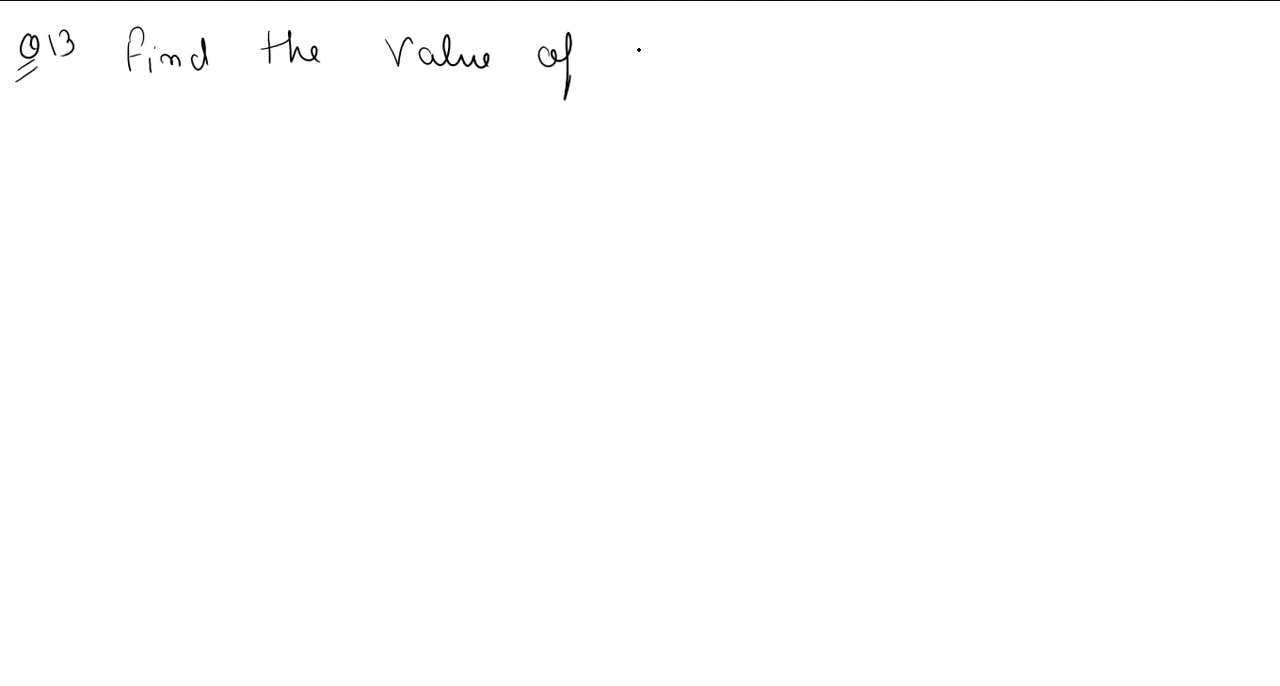 Q13 find the value of .